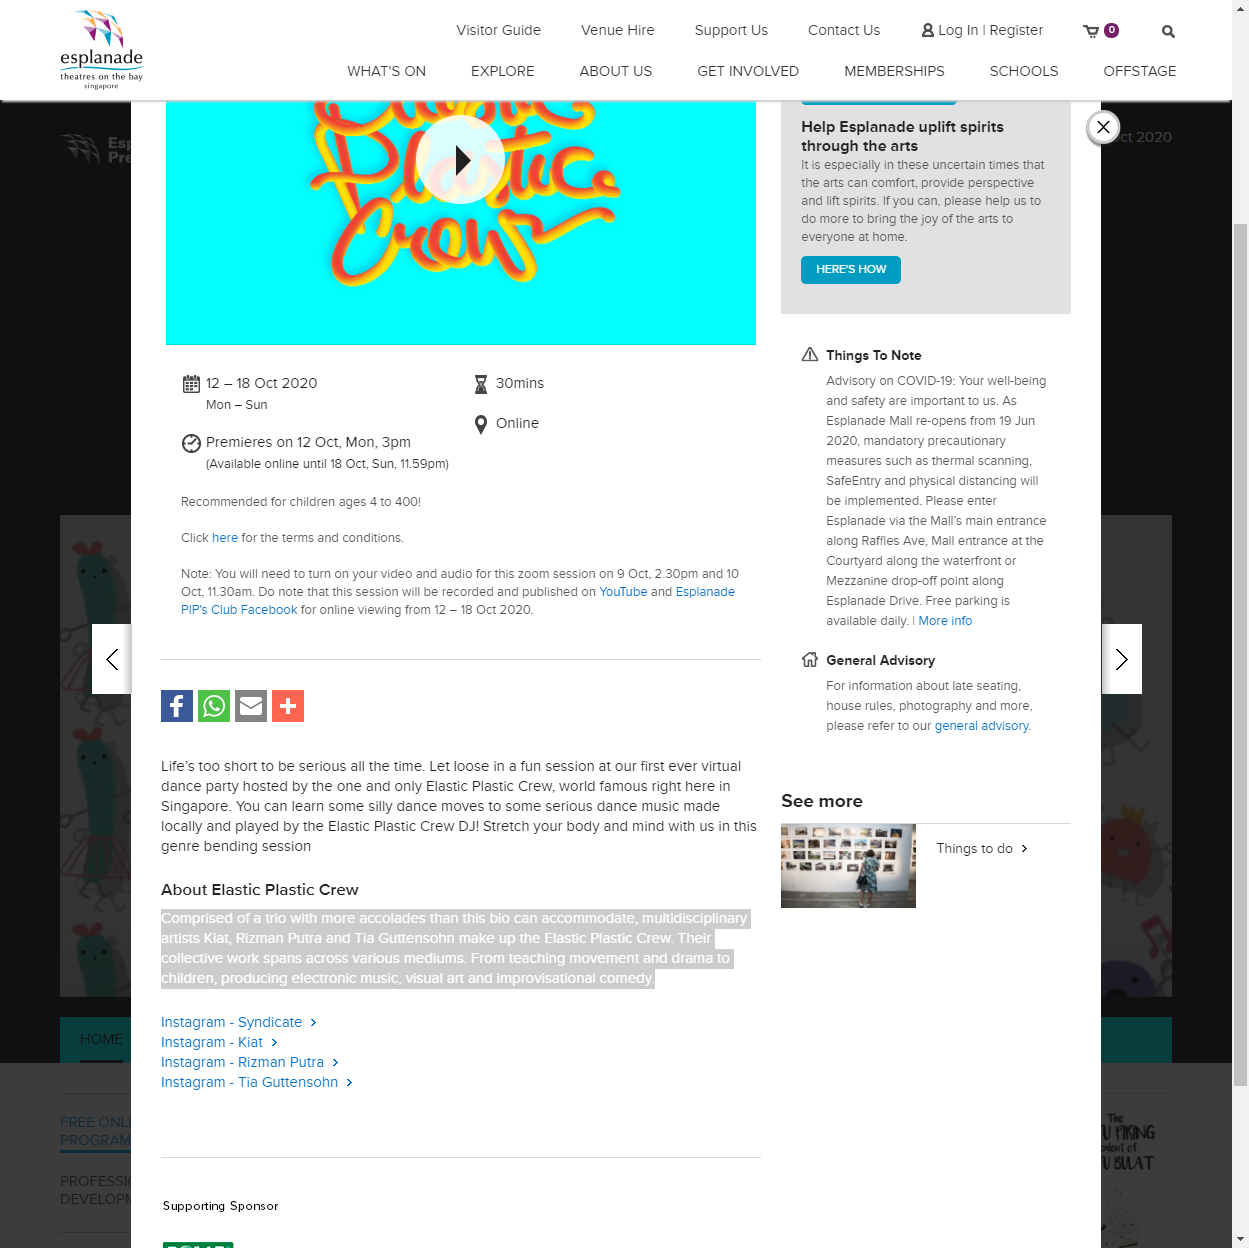 esplanade
theatres on the bay
singapore
Visitor Guide
Venue Hire
Support Us
Contact Us
Log In | Register
0
WHAT'S ON
EXPLORE
ABOUT US
GET INVOLVED
MEMBERSHIPS
SCHOOLS
OFFSTAGE
Plastic
Crew
Help Esplanade uplift spirits
through the arts
It is especially in these uncertain times that
the arts can comfort, provide perspective
and lift spirits. If you can, please help us to
do more to bring the joy of the arts to
everyone at home.
HERE'S HOW
2020
12 – 18 Oct 2020
Mon – Sun
30mins
Online
Premieres on 12 Oct, Mon, 3pm
(Available online until 18 Oct, Sun, 11.59pm)
Recommended for children ages 4 to 400!
Click here for the terms and conditions.
Note: You will need to turn on your video and audio for this zoom session on 9 Oct, 2.30pm and 10
Oct, 11.30am. Do note that this session will be recorded and published on YouTube and Esplanade
PIP's Club Facebook for online viewing from 12 – 18 Oct 2020.
Things To Note
Advisory on COVID-19: Your well-being
and safety are important to us. As
Esplanade Mall re-opens from 19 Jun
2020, mandatory precautionary
measures such as thermal scanning,
SafeEntry and physical distancing will
be implemented. Please enter
Esplanade via the Mall's main entrance
along Raffles Ave, Mall entrance at the
Courtyard along the waterfront or
Mezzanine drop-off point along
Esplanade Drive. Free parking is
available daily. | More info
General Advisory
For information about late seating,
house rules, photography and more,
please refer to our general advisory.
Life's too short to be serious all the time. Let loose in a fun session at our first ever virtual
dance party hosted by the one and only Elastic Plastic Crew, world famous right here in
Singapore. You can learn some silly dance moves to some serious dance music made
locally and played by the Elastic Plastic Crew DJ! Stretch your body and mind with us in this
genre bending session
About Elastic Plastic Crew
Comprised of a trio with more accolades than this bio can accommodate, multidisciplinary
artists Kiat, Rizman Putra and Tia Guttensohn make up the Elastic Plastic Crew. Their
collective work spans across various mediums. From teaching movement and drama to
children, producing electronic music, visual art and improvisational comedy.
Instagram - Syndicate
Instagram - Kiat
Instagram - Rizman Putra
Instagram - Tia Guttensohn
See more
Things to do
HOME
FREE
Supporting Sponsor
The
of
BULAT